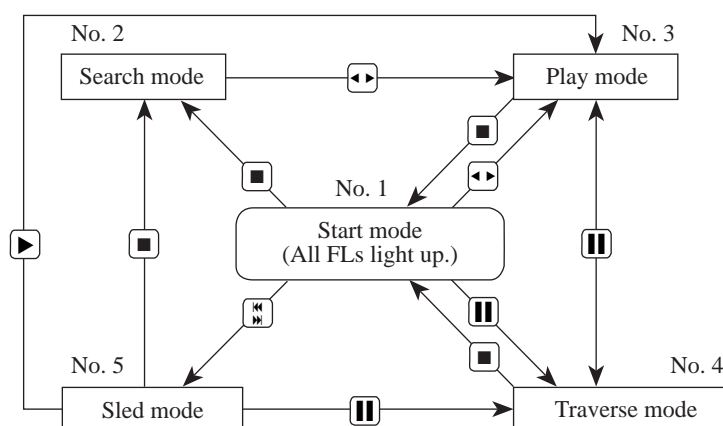 No. 2
No. 3
Search mode
Play mode
No. 1
Start mode
(All FLs light up.)
No. 5
No. 4
Sled mode
Traverse mode